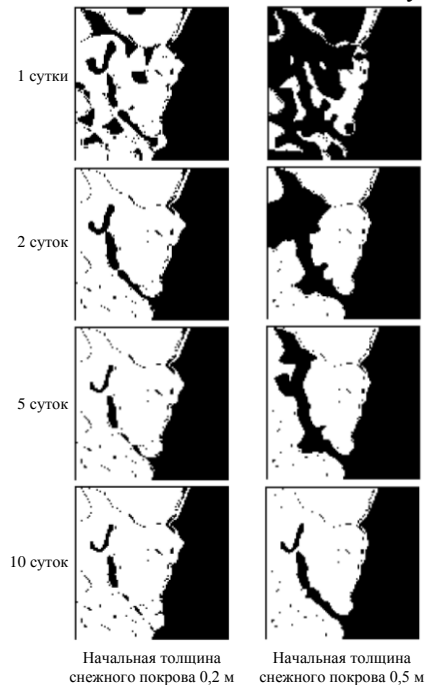 1 сутки
2 суток
5 суток
10 суток
Начальная толщина
снежного покрова 0,2 м
Начальная толщина
снежного покрова 0,5 м